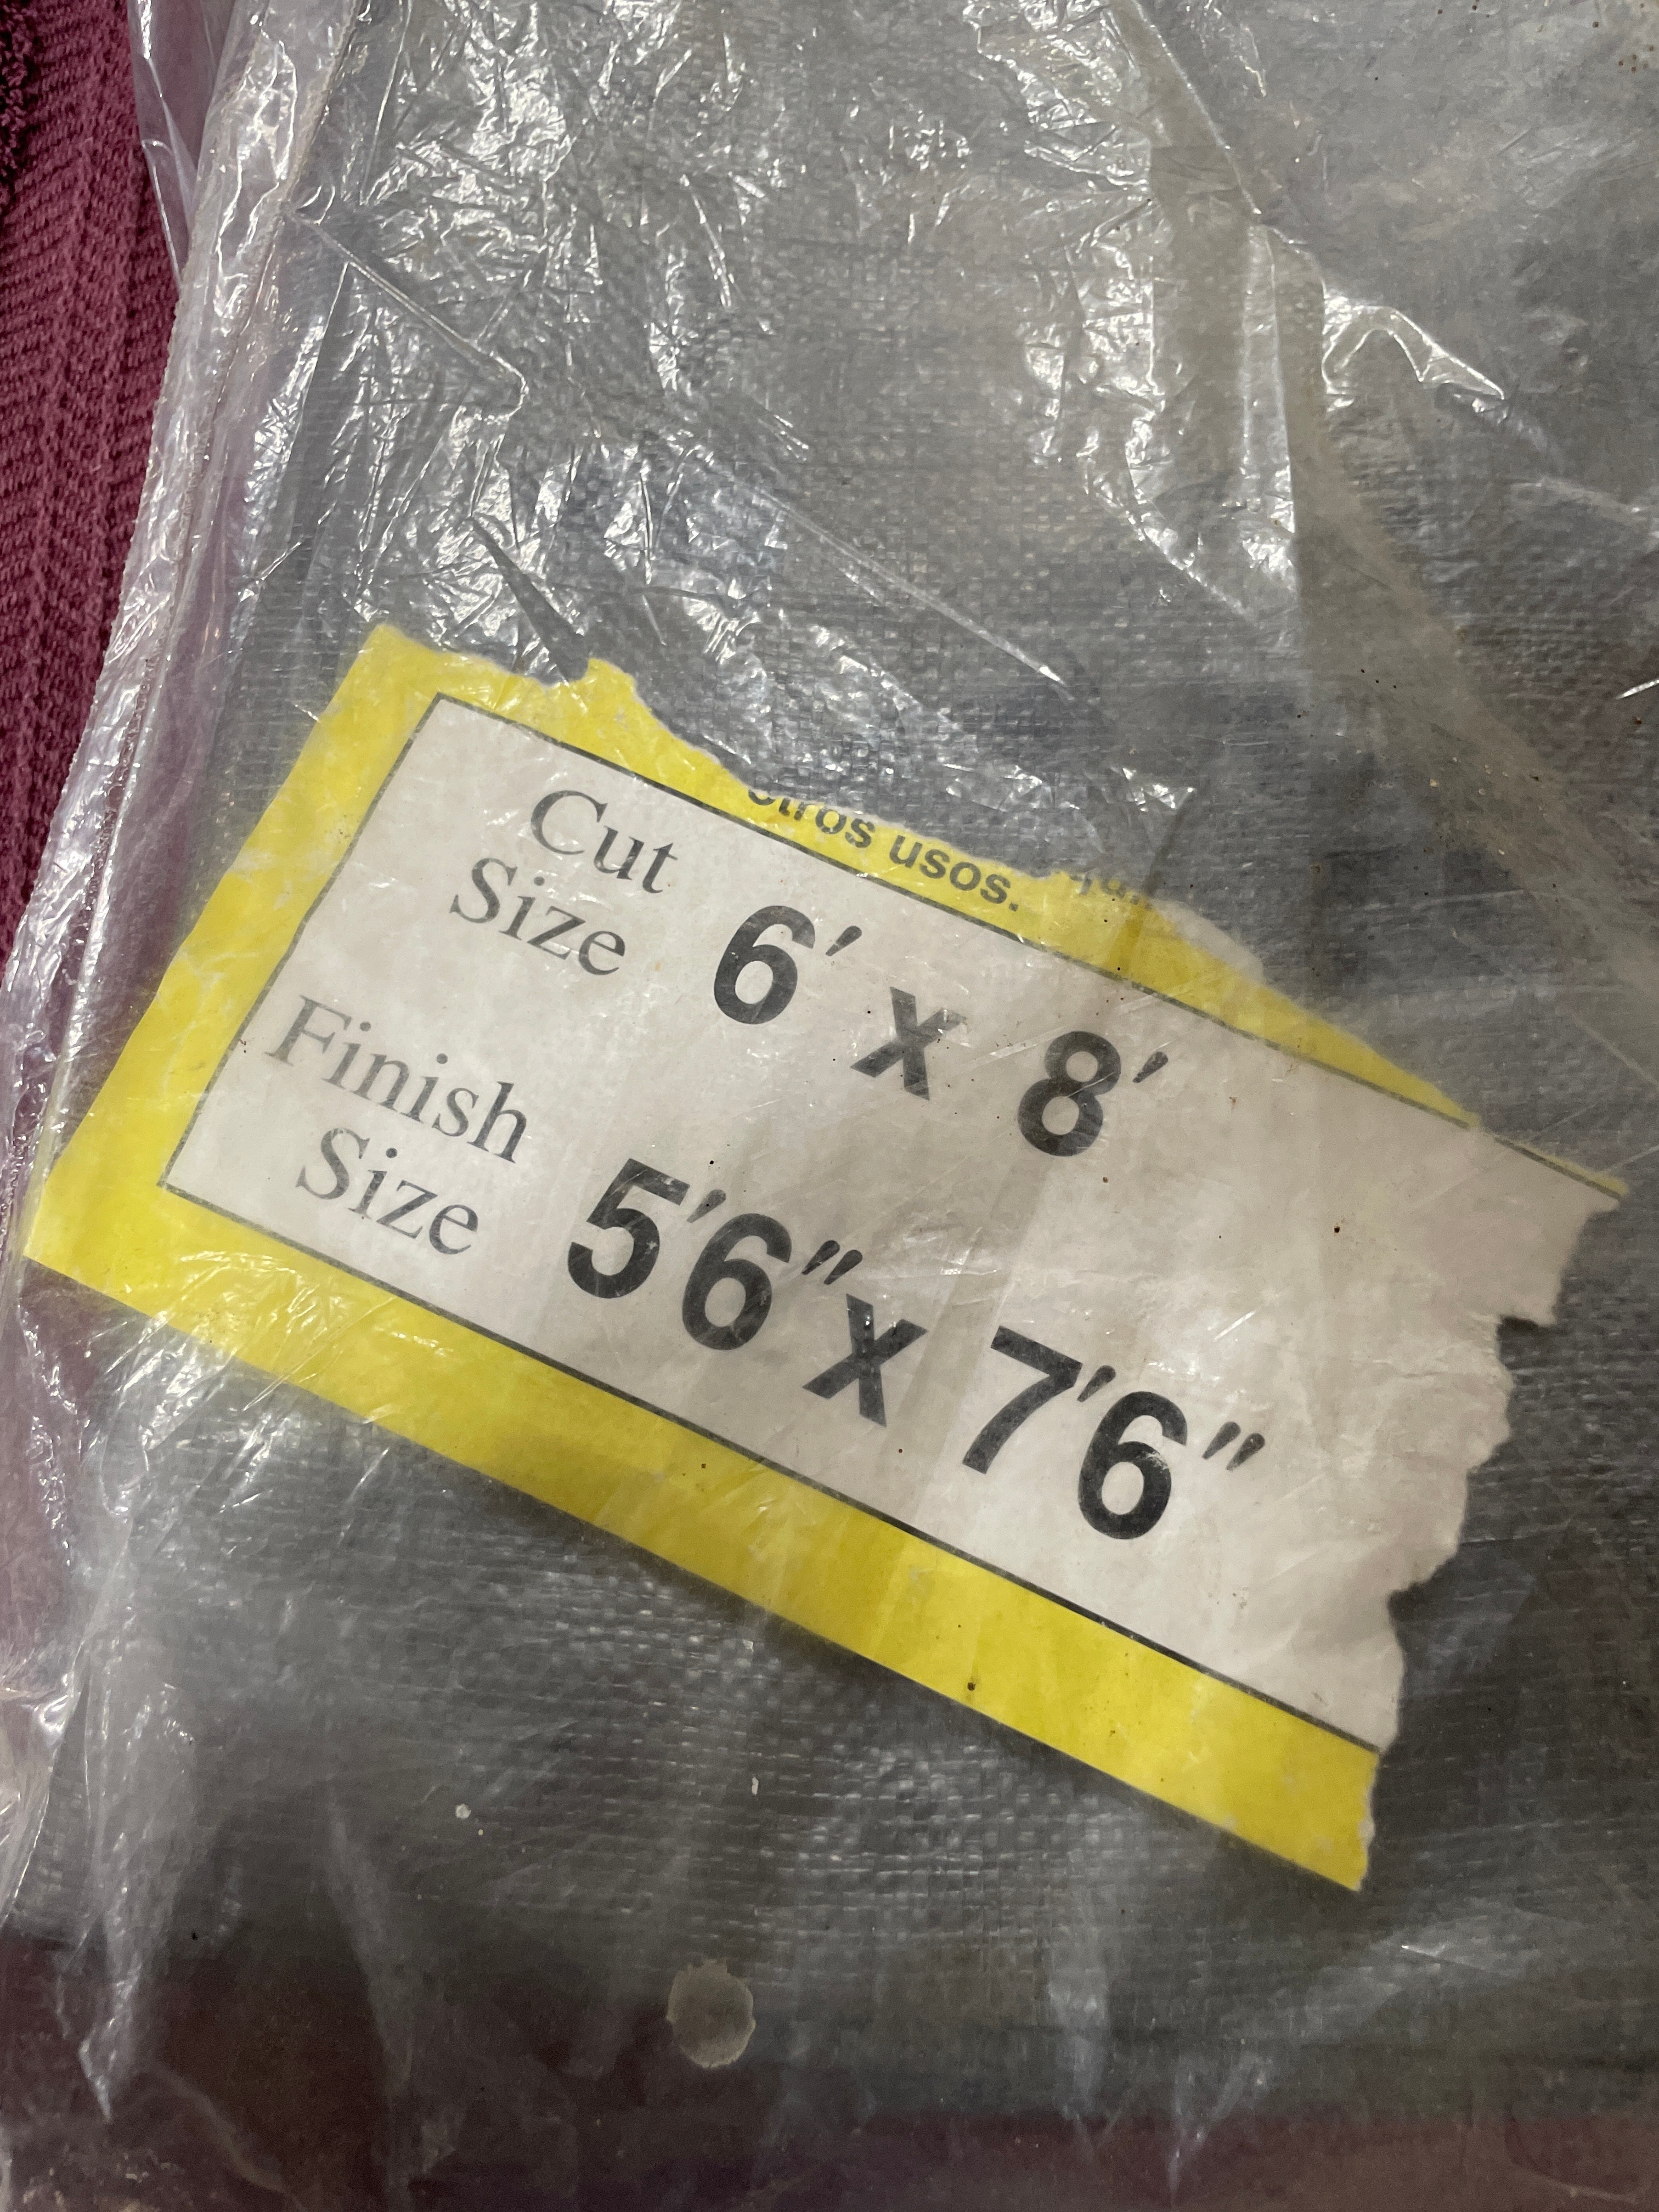 otros usos.
Cut
Size 6' x 8'
Finish
Size 5'6" x 7'6"